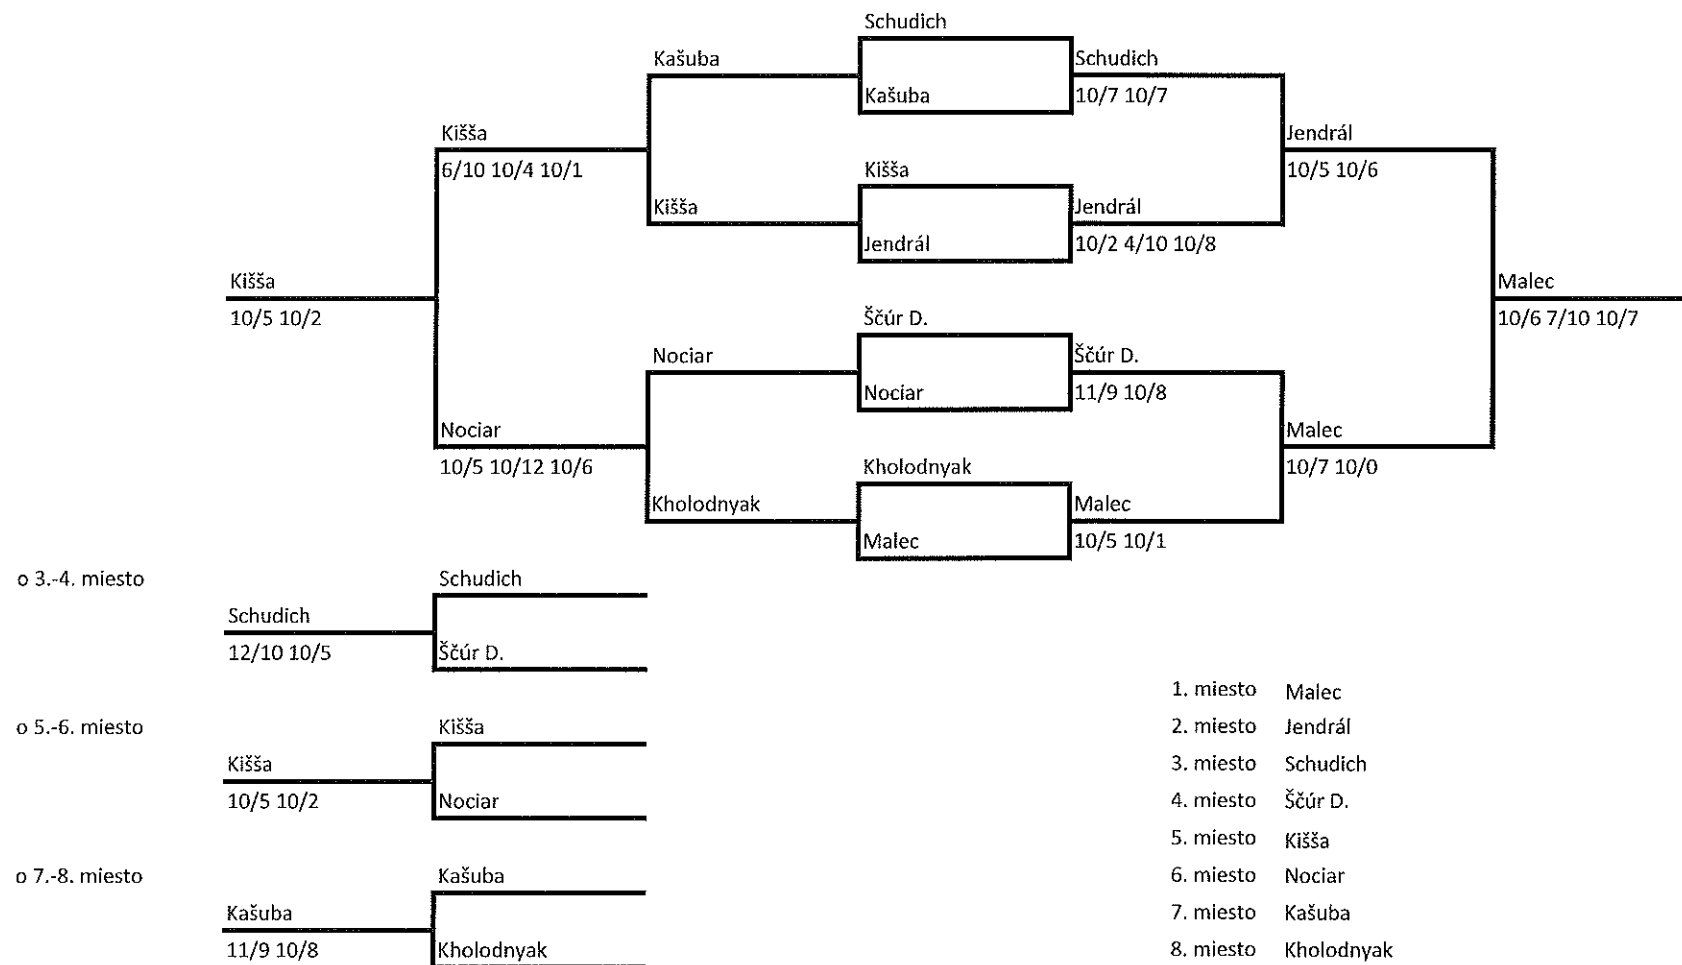 Schudich
Kašuba
Schudich
Kašuba
10/7 10/7
Kišša
Jendrál
6/10 10/4 10/1
10/5 10/6
Kišša
Kišša
Jendrál
Jendrál
10/2 4/10 10/8
Kišša
Malec
10/5 10/2
10/6 7/10 10/7
Ščúr D.
Nociar
Ščúr D.
Nociar
11/9 10/8
Nociar
Malec
10/5 10/12 10/6
10/7 10/0
Kholodnyak
Kholodnyak
Malec
Malec
10/5 10/1
o 3.-4. miesto
Schudich
Schudich
12/10 10/5
Ščúr D.
o 5.-6. miesto
Kišša
Kišša
10/5 10/2
Nociar
o 7.-8. miesto
Kašuba
Kašuba
11/9 10/8
Kholodnyak
1. miesto Malec
2. miesto Jendrál
3. miesto Schudich
4. miesto Ščúr D.
5. miesto Kišša
6. miesto Nociar
7. miesto Kašuba
8. miesto Kholodnyak